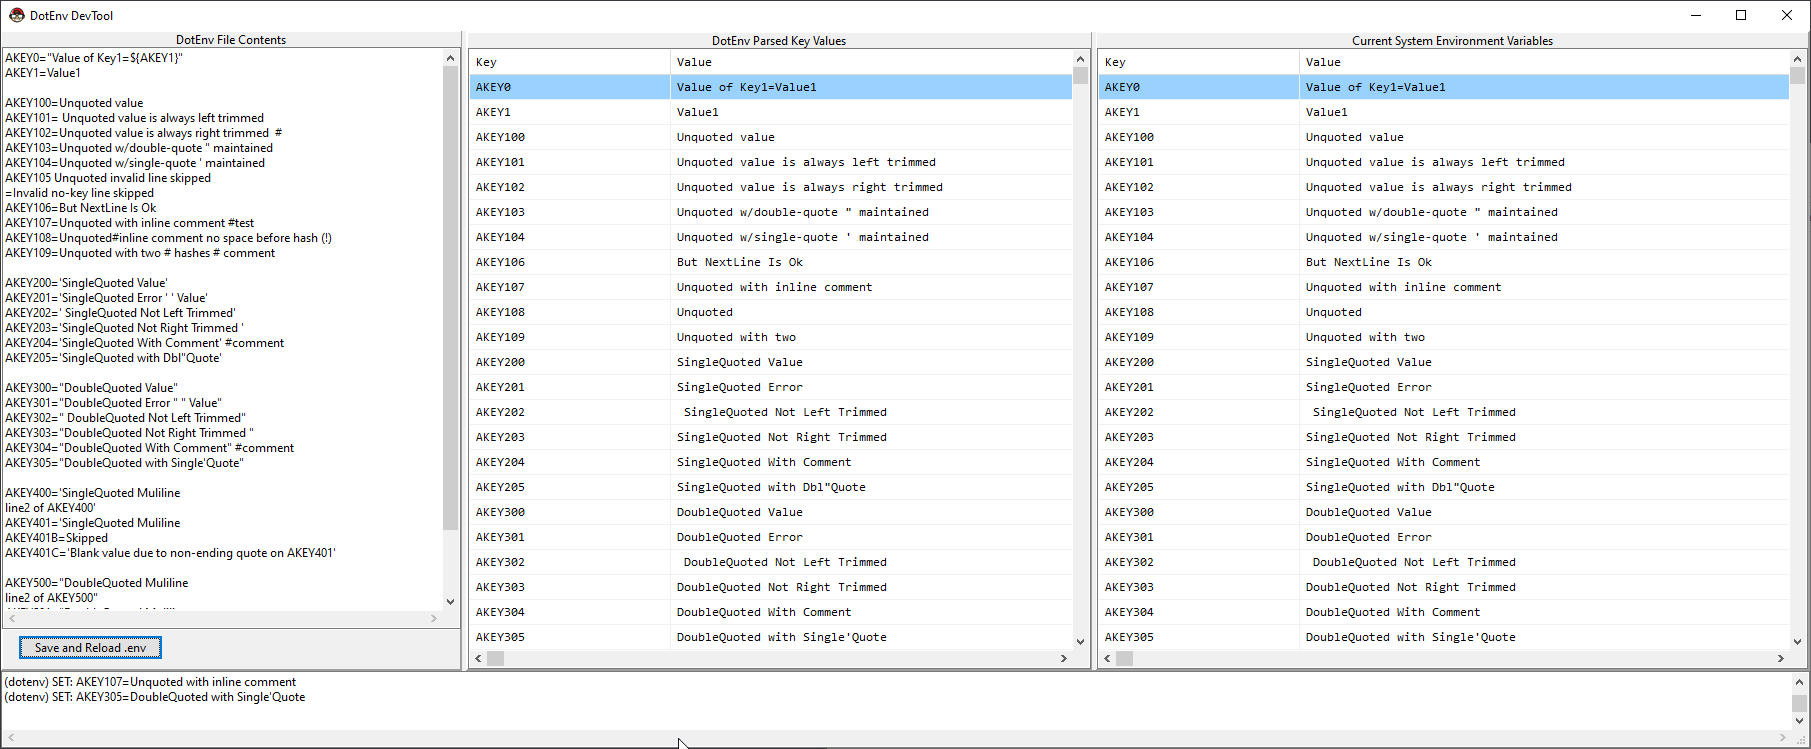 DotEnv DevTool
DotEnv File Contents
AKEY0="Value of Key1=${AKEY1}"
AKEY1=Value1
AKEY100=Unquoted value
AKEY101= Unquoted value is always left trimmed
AKEY102=Unquoted value is always right trimmed  #
AKEY103=Unquoted w/double-quote " maintained
AKEY104=Unquoted w/single-quote ' maintained
AKEY105 Unquoted invalid line skipped
=Invalid no-key line skipped
AKEY106=But NextLine Is Ok
AKEY107=Unquoted with inline comment #test
AKEY108=Unquoted#inline comment no space before hash (!)
AKEY109=Unquoted with two # hashes # comment
AKEY200='SingleQuoted Value'
AKEY201='SingleQuoted Error ' ' Value'
AKEY202=' SingleQuoted Not Left Trimmed'
AKEY203='SingleQuoted Not Right Trimmed '
AKEY204='SingleQuoted With Comment' #comment
AKEY205='SingleQuoted with Dbl"Quote'
AKEY300="DoubleQuoted Value"
AKEY301="DoubleQuoted Error " " Value"
AKEY302=" DoubleQuoted Not Left Trimmed"
AKEY303="DoubleQuoted Not Right Trimmed "
AKEY304="DoubleQuoted With Comment" #comment
AKEY305="DoubleQuoted with Single'Quote"
AKEY400='SingleQuoted Muliline
line2 of AKEY400'
AKEY401='SingleQuoted Muliline
AKEY401B=Skipped
AKEY401C='Blank value due to non-ending quote on AKEY401'
AKEY500="DoubleQuoted Muliline
line2 of AKEY500"
Save and Reload .env
DotEnv Parsed Key Values
Key Value
AKEY0 Value of Key1=Value1
AKEY1 Value1
AKEY100 Unquoted value
AKEY101 Unquoted value is always left trimmed
AKEY102 Unquoted value is always right trimmed
AKEY103 Unquoted w/double-quote " maintained
AKEY104 Unquoted w/single-quote ' maintained
AKEY106 But NextLine Is Ok
AKEY107 Unquoted with inline comment
AKEY108 Unquoted
AKEY109 Unquoted with two
AKEY200 SingleQuoted Value
AKEY201 SingleQuoted Error
AKEY202  SingleQuoted Not Left Trimmed
AKEY203 SingleQuoted Not Right Trimmed
AKEY204 SingleQuoted With Comment
AKEY205 SingleQuoted with Dbl"Quote
AKEY300 DoubleQuoted Value
AKEY301 DoubleQuoted Error
AKEY302  DoubleQuoted Not Left Trimmed
AKEY303 DoubleQuoted Not Right Trimmed
AKEY304 DoubleQuoted With Comment
AKEY305 DoubleQuoted with Single'Quote
Current System Environment Variables
Key Value
AKEY0 Value of Key1=Value1
AKEY1 Value1
AKEY100 Unquoted value
AKEY101 Unquoted value is always left trimmed
AKEY102 Unquoted value is always right trimmed
AKEY103 Unquoted w/double-quote " maintained
AKEY104 Unquoted w/single-quote ' maintained
AKEY106 But NextLine Is Ok
AKEY107 Unquoted with inline comment
AKEY108 Unquoted
AKEY109 Unquoted with two
AKEY200 SingleQuoted Value
AKEY201 SingleQuoted Error
AKEY202  SingleQuoted Not Left Trimmed
AKEY203 SingleQuoted Not Right Trimmed
AKEY204 SingleQuoted With Comment
AKEY205 SingleQuoted with Dbl"Quote
AKEY300 DoubleQuoted Value
AKEY301 DoubleQuoted Error
AKEY302  DoubleQuoted Not Left Trimmed
AKEY303 DoubleQuoted Not Right Trimmed
AKEY304 DoubleQuoted With Comment
AKEY305 DoubleQuoted with Single'Quote
(dotenv) SET: AKEY107=Unquoted with inline comment
(dotenv) SET: AKEY305=DoubleQuoted with Single'Quote